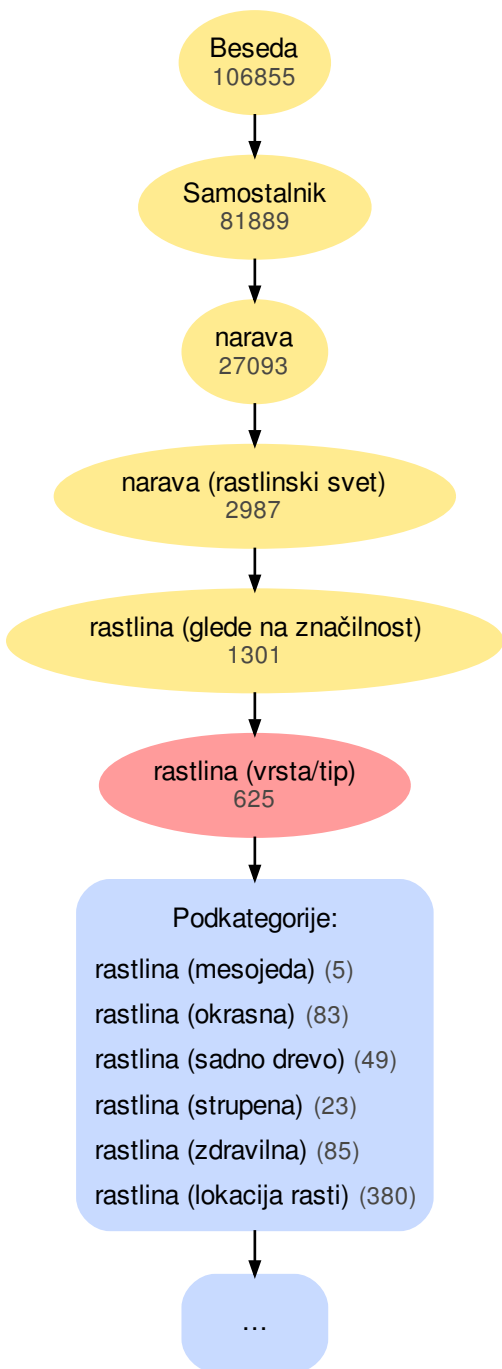 Beseda
106855
Samostalnik
81889
narava
27093
narava (rastlinski svet)
2987
rastlina (glede na značilnost)
1301
rastlina (vrsta/tip)
625
Podkategorije:
rastlina (mesojeda) (5)
rastlina (okrasna) (83)
rastlina (sadno drevo) (49)
rastlina (strupena) (23)
rastlina (zdravilna) (85)
rastlina (lokacija rasti) (380)
...